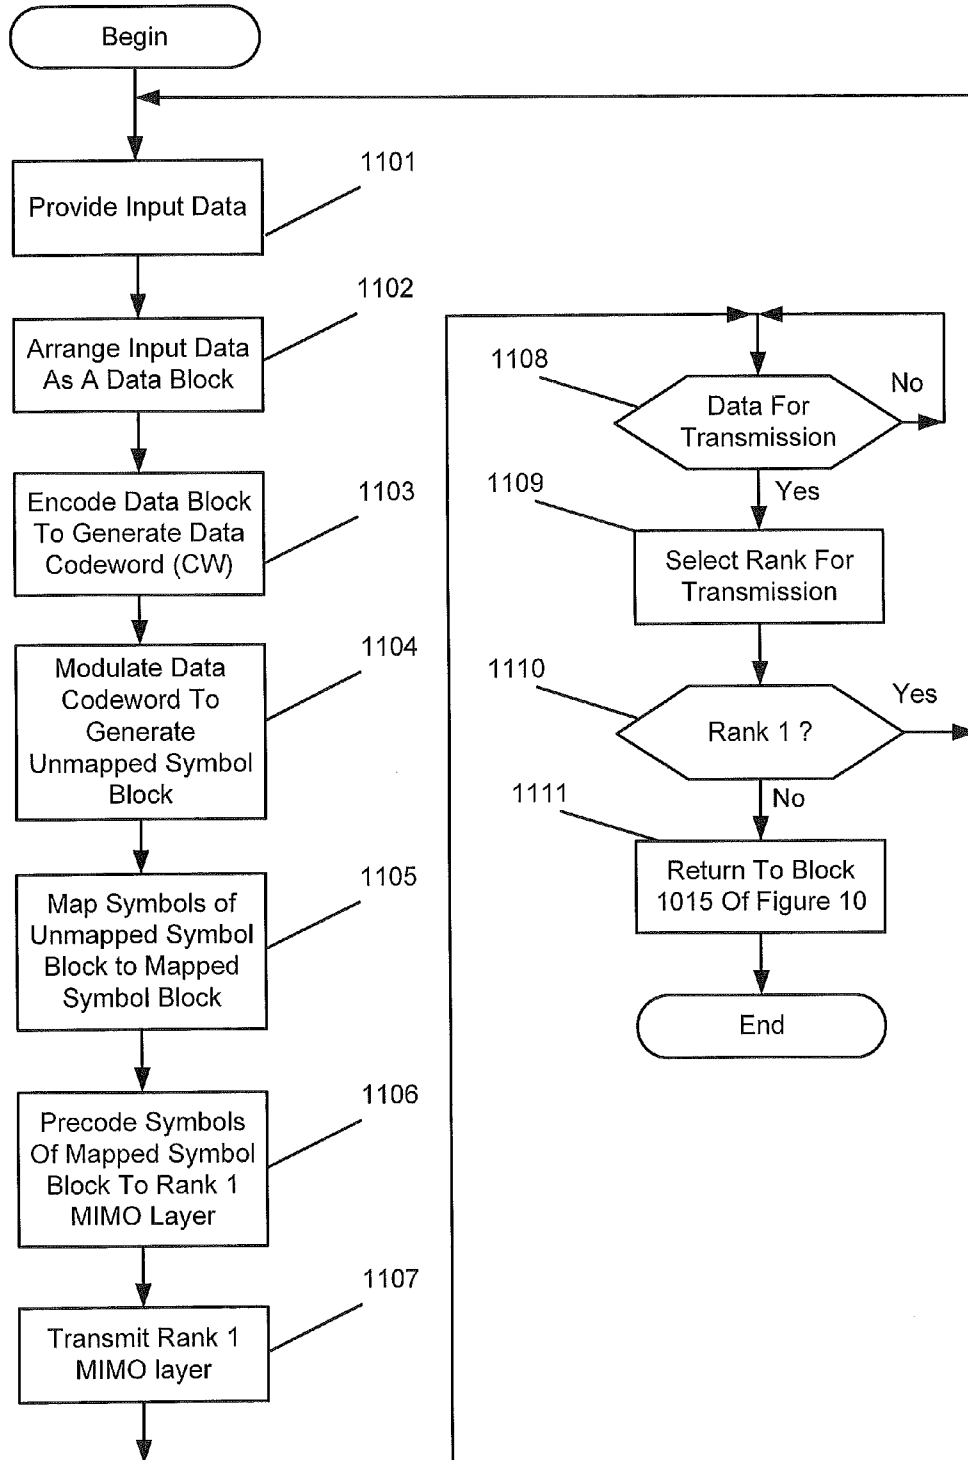 Begin
1101
Provide Input Data
1102
Arrange Input Data
As A Data Block
1103
Encode Data Block
To Generate Data
Codeword (CW)
1104
Modulate Data
Codeword To
Generate
Unmapped Symbol
Block
1105
Map Symbols of
Unmapped Symbol
Block to Mapped
Symbol Block
1106
Precode Symbols
Of Mapped Symbol
Block To Rank 1
MIMO Layer
1107
Transmit Rank 1
MIMO layer
1108
Data For
Transmission
No
Yes
1109
Select Rank For
Transmission
1110
Rank 1 ?
Yes
No
1111
Return To Block
1015 Of Figure 10
End